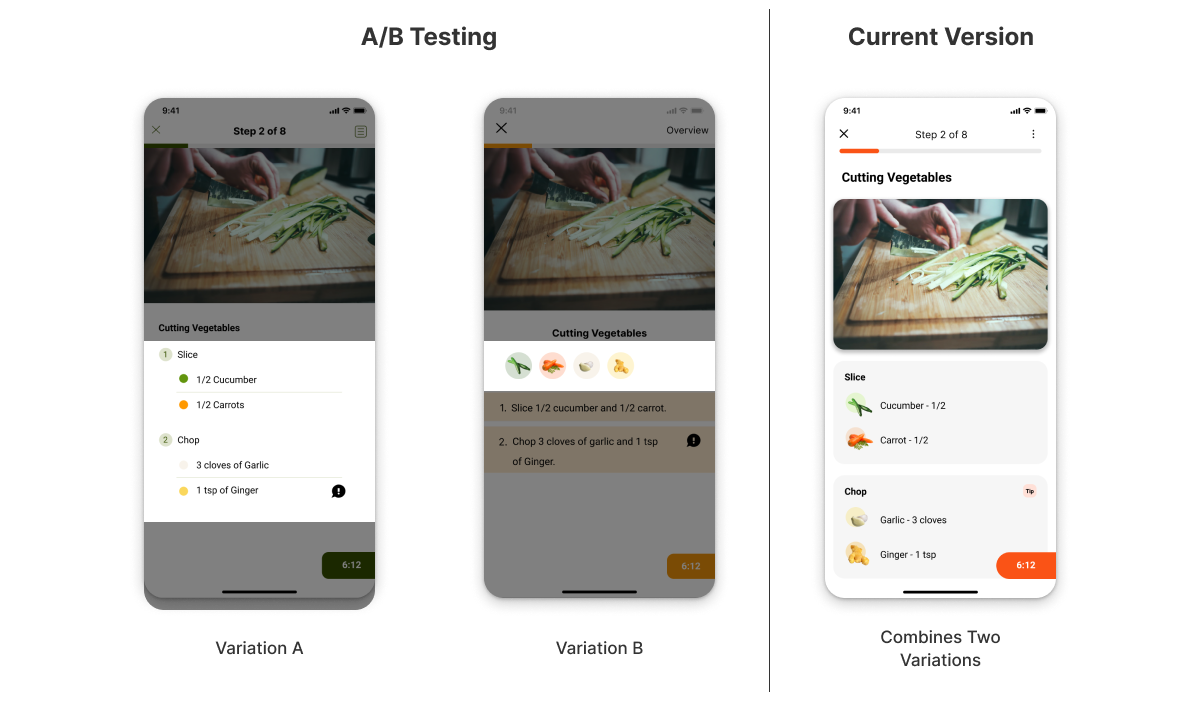 A/B Testing
Current Version
9:41
Step 2 of 8
Cutting Vegetables
1 Slice
1/2 Cucumber
1/2 Carrots
2 Chop
3 cloves of Garlic
1 tsp of Ginger
6:12
Variation A
9:41
Overview
Cutting Vegetables
1. Slice 1/2 cucumber and 1/2 carrot.
2. Chop 3 cloves of garlic and 1 tsp
of Ginger.
6:12
Variation B
9:41
Step 2 of 8
Cutting Vegetables
Slice
Cucumber - 1/2
Carrot - 1/2
Chop
Tip
Garlic - 3 cloves
Ginger - 1 tsp
6:12
Combines Two
Variations